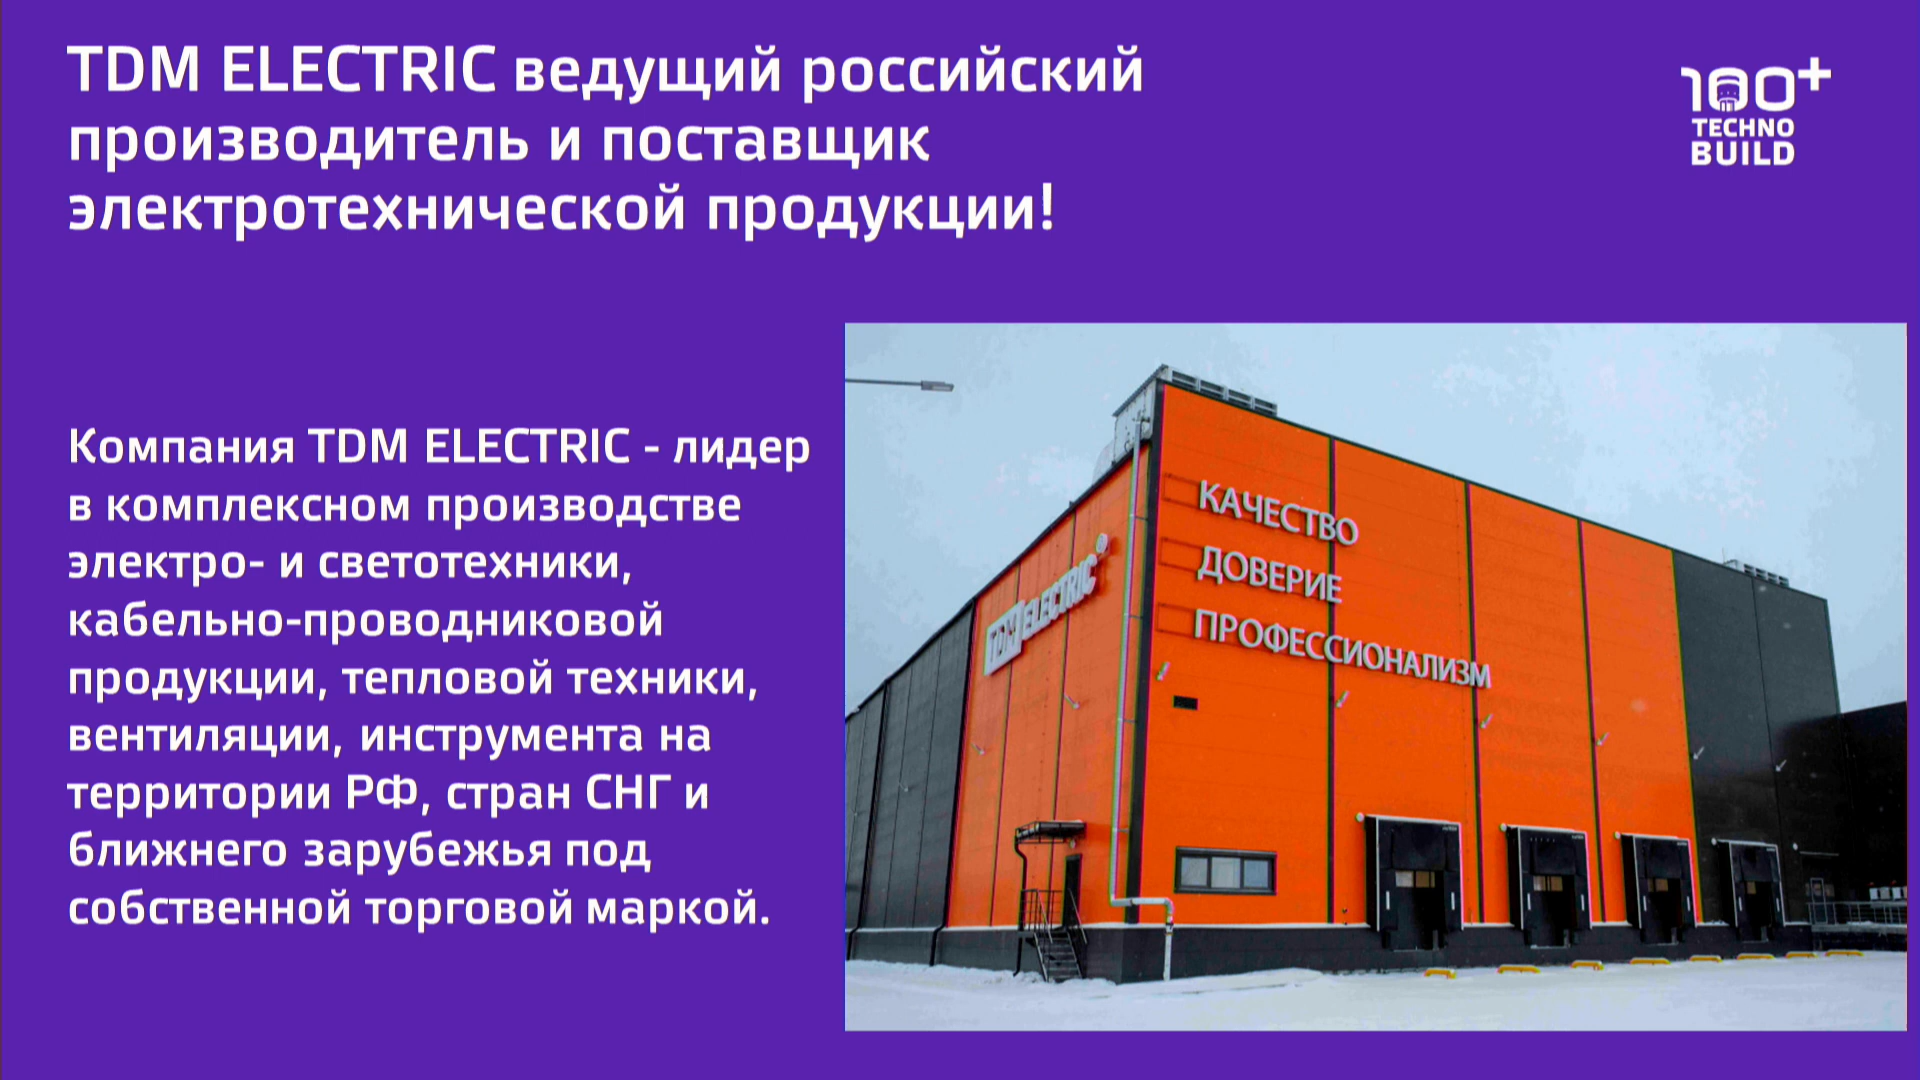 TDM ELECTRIC ведущий российский
производитель и поставщик
электротехнической продукции!
100+
TECHNO
BUILD
Компания TDM ELECTRIC - лидер
в комплексном производстве
электро- и светотехники,
кабельно-проводниковой
продукции, тепловой техники,
вентиляции, инструмента на
территории РФ, стран СНГ и
ближнего зарубежья под
собственной торговой маркой.
TDM ELECTRIC®
КАЧЕСТВО
ДОВЕРИЕ
ПРОФЕССИОНАЛИЗМ